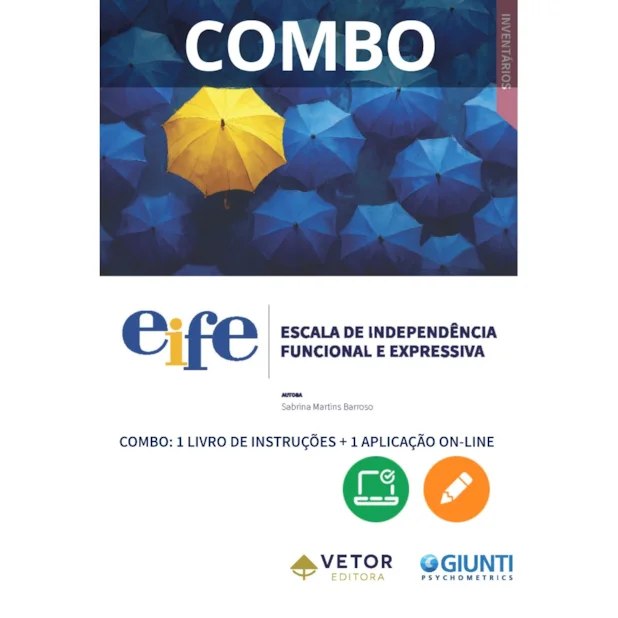 COMBO
INVENTÁRIOS
eife
ESCALA DE INDEPENDÊNCIA
FUNCIONAL E EXPRESSIVA
AUTORA
Sabrina Martins Barroso
COMBO: 1 LIVRO DE INSTRUÇÕES + 1 APLICAÇÃO ON-LINE
VETOR
EDITORA
GIUNTI
PSYCHOMETRICS